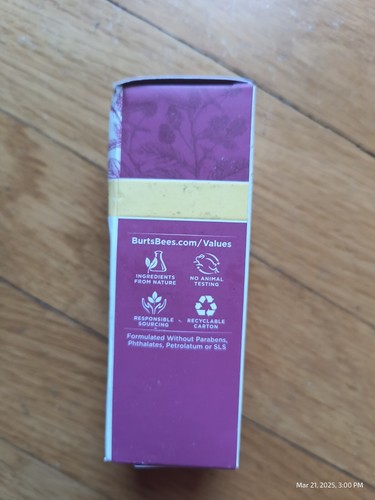 BurtsBees.com/Values
INGREDIENTS FROM NATURE
NO ANIMAL TESTING
RESPONSIBLE SOURCING
RECYCLABLE CARTON
Formulated Without Parabens,
Phthalates, Petrolatum or SLS
Mar 21, 2025, 3:00 PM